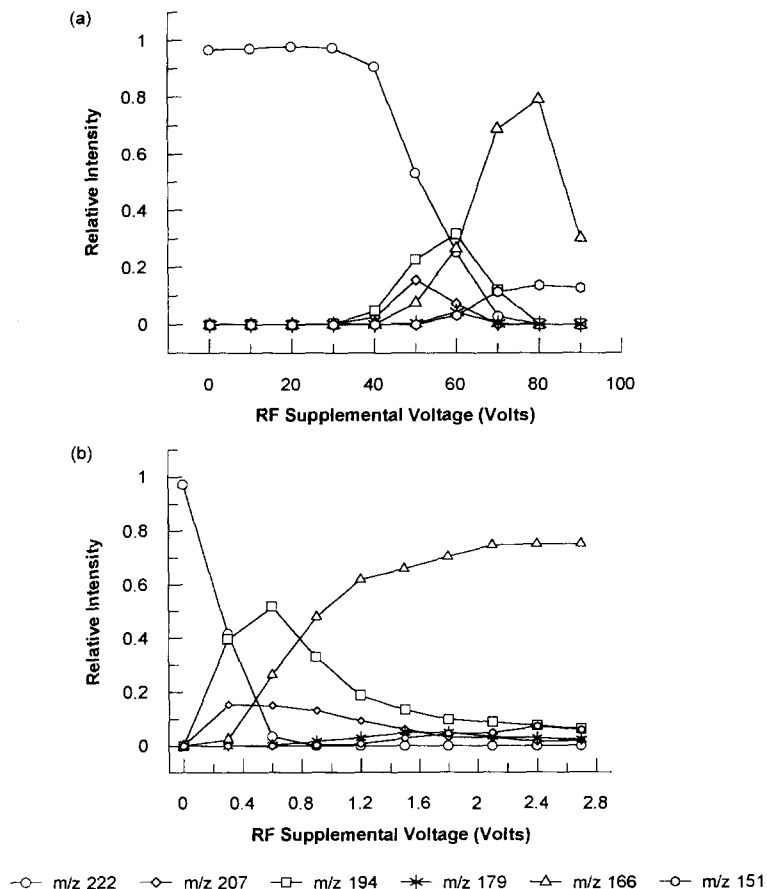 (a)
1
0.8
0.6
0.4
0.2
0
Relative Intensity
0 20 40 60 80 100
RF Supplemental Voltage (Volts)
(b)
1
0.8
0.6
0.4
0.2
0
Relative Intensity
0 0.4 0.8 1.2 1.6 2 2.4 2.8
RF Supplemental Voltage (Volts)
m/z 222 m/z 207 m/z 194 m/z 179 m/z 166 m/z 151